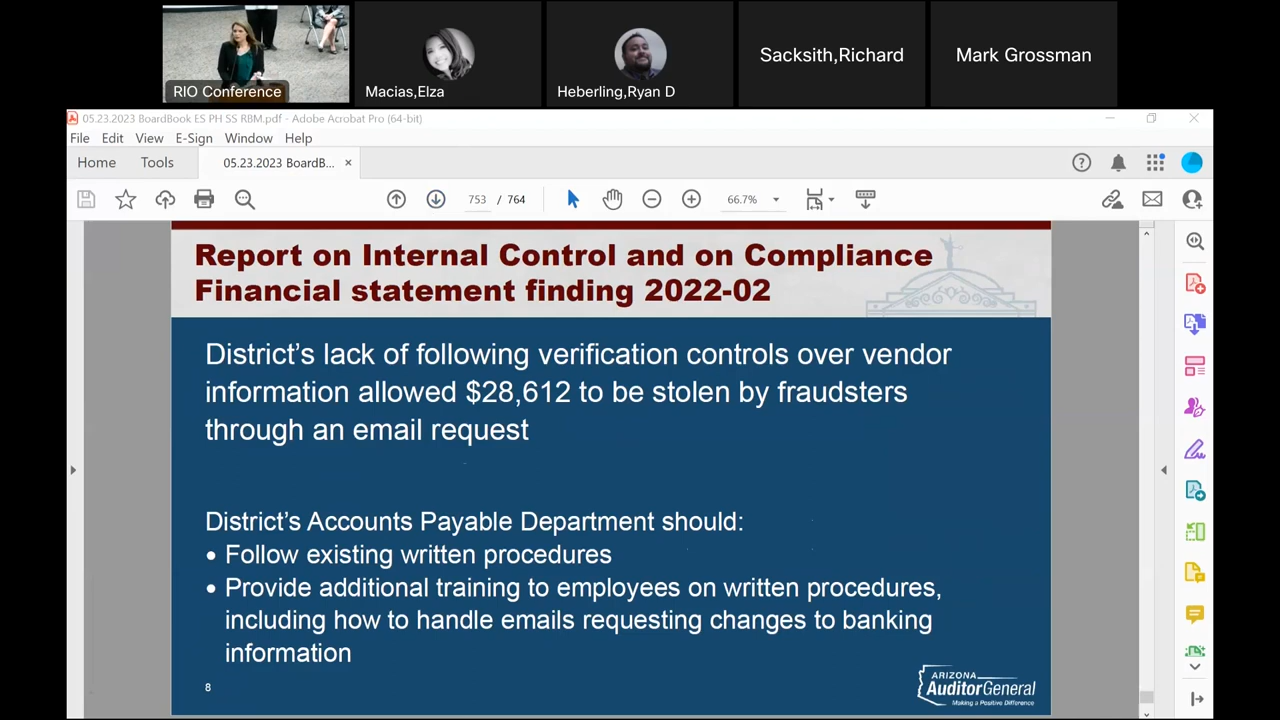 RIO Conference
Macias,Elza
Heberling,Ryan D
Sacksith,Richard
Mark Grossman
05.23.2023 BoardBook ES PH SS RBM.pdf - Adobe Acrobat Pro (64-bit)
File Edit View E-Sign Window Help
Home Tools 05.23.2023 BoardB... ×
753 / 764 66.7%
Report on Internal Control and on Compliance
Financial statement finding 2022-02
District’s lack of following verification controls over vendor
information allowed $28,612 to be stolen by fraudsters
through an email request
District’s Accounts Payable Department should:
• Follow existing written procedures
• Provide additional training to employees on written procedures,
including how to handle emails requesting changes to banking
information
8
ARIZONA
AuditorGeneral
Making a Positive Difference